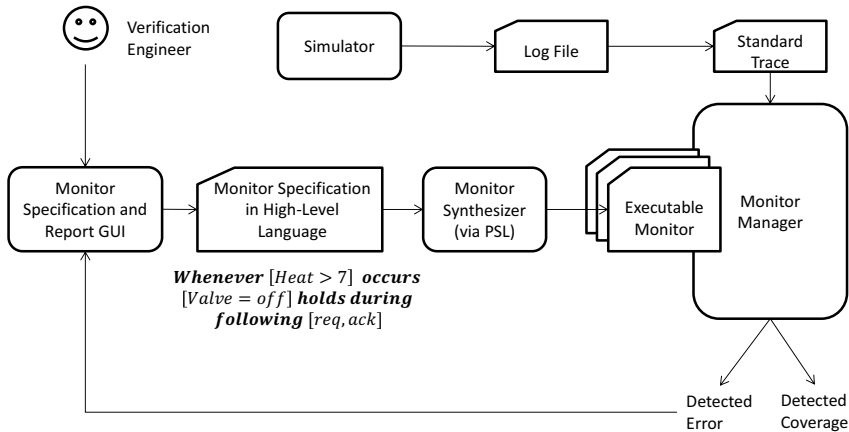 Verification
Engineer
Simulator
Log File
Standard
Trace
Monitor
Specification and
Report GUI
Monitor Specification
in High-Level
Language
Monitor
Synthesizer
(via PSL)
Executable
Monitor
Monitor
Manager
Whenever [Heat > 7] occurs
[Valve = off] holds during
following [req, ack]
Detected
Error
Detected
Coverage